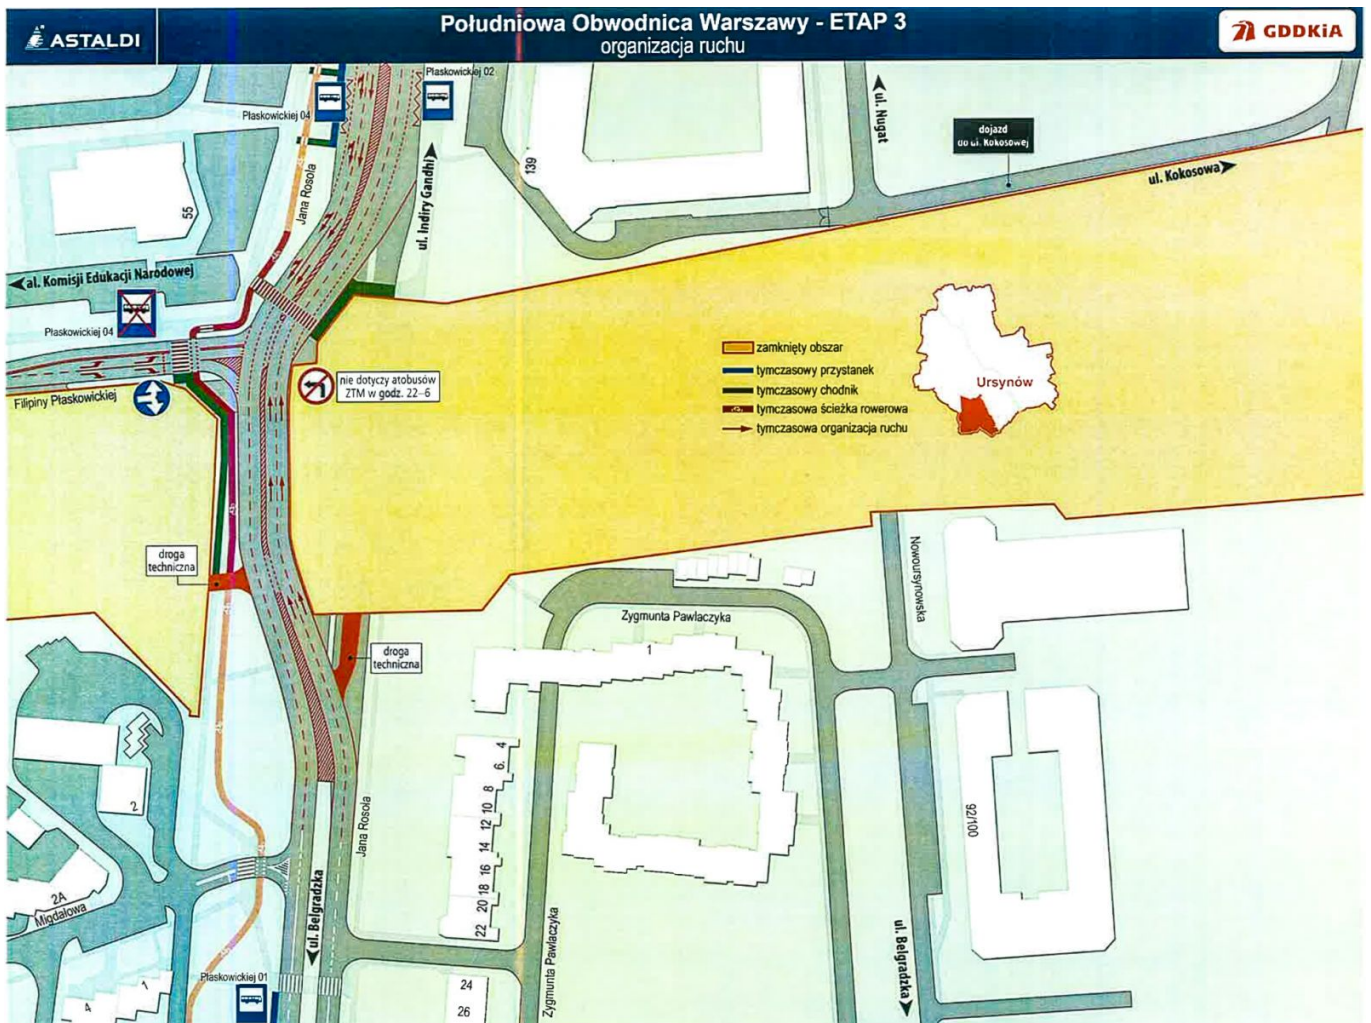 ASTALDI
Południowa Obwodnica Warszawy - ETAP 3
organizacja ruchu
GDDKiA
Płaskowickiej 02
Płaskowickiej 04
ul. Nugat
dojazd
do ul. Kokosowej
139
ul. Kokosowa
Jana Rosoła
ul. Indiry Gandhi
55
al. Komisji Edukacji Narodowej
Płaskowickiej 04
Filipiny Płaskowickiej
nie dotyczy atobusów
ZTM w godz. 22-6
zamknięty obszar
tymczasowy przystanek
tymczasowy chodnik
tymczasowa ścieżka rowerowa
tymczasowa organizacja ruchu
Ursynów
droga
techniczna
Nowoursynowska
Zygmunta Pawlaczyka
1
droga
techniczna
4
6
8
10
12
14
16
18
20
22
2
92/100
Jana Rosoła
2A
Migdałowa
ul. Belgradzka
Zygmunta Pawlaczyka
ul. Belgradzka
Płaskowickiej 01
1
4
24
26